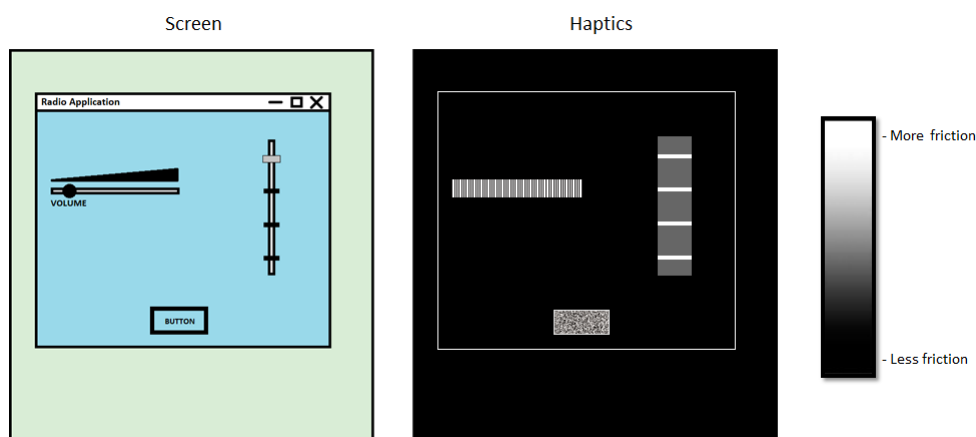 Screen
Haptics
Radio Application
VOLUME
BUTTON
- More friction
- Less friction